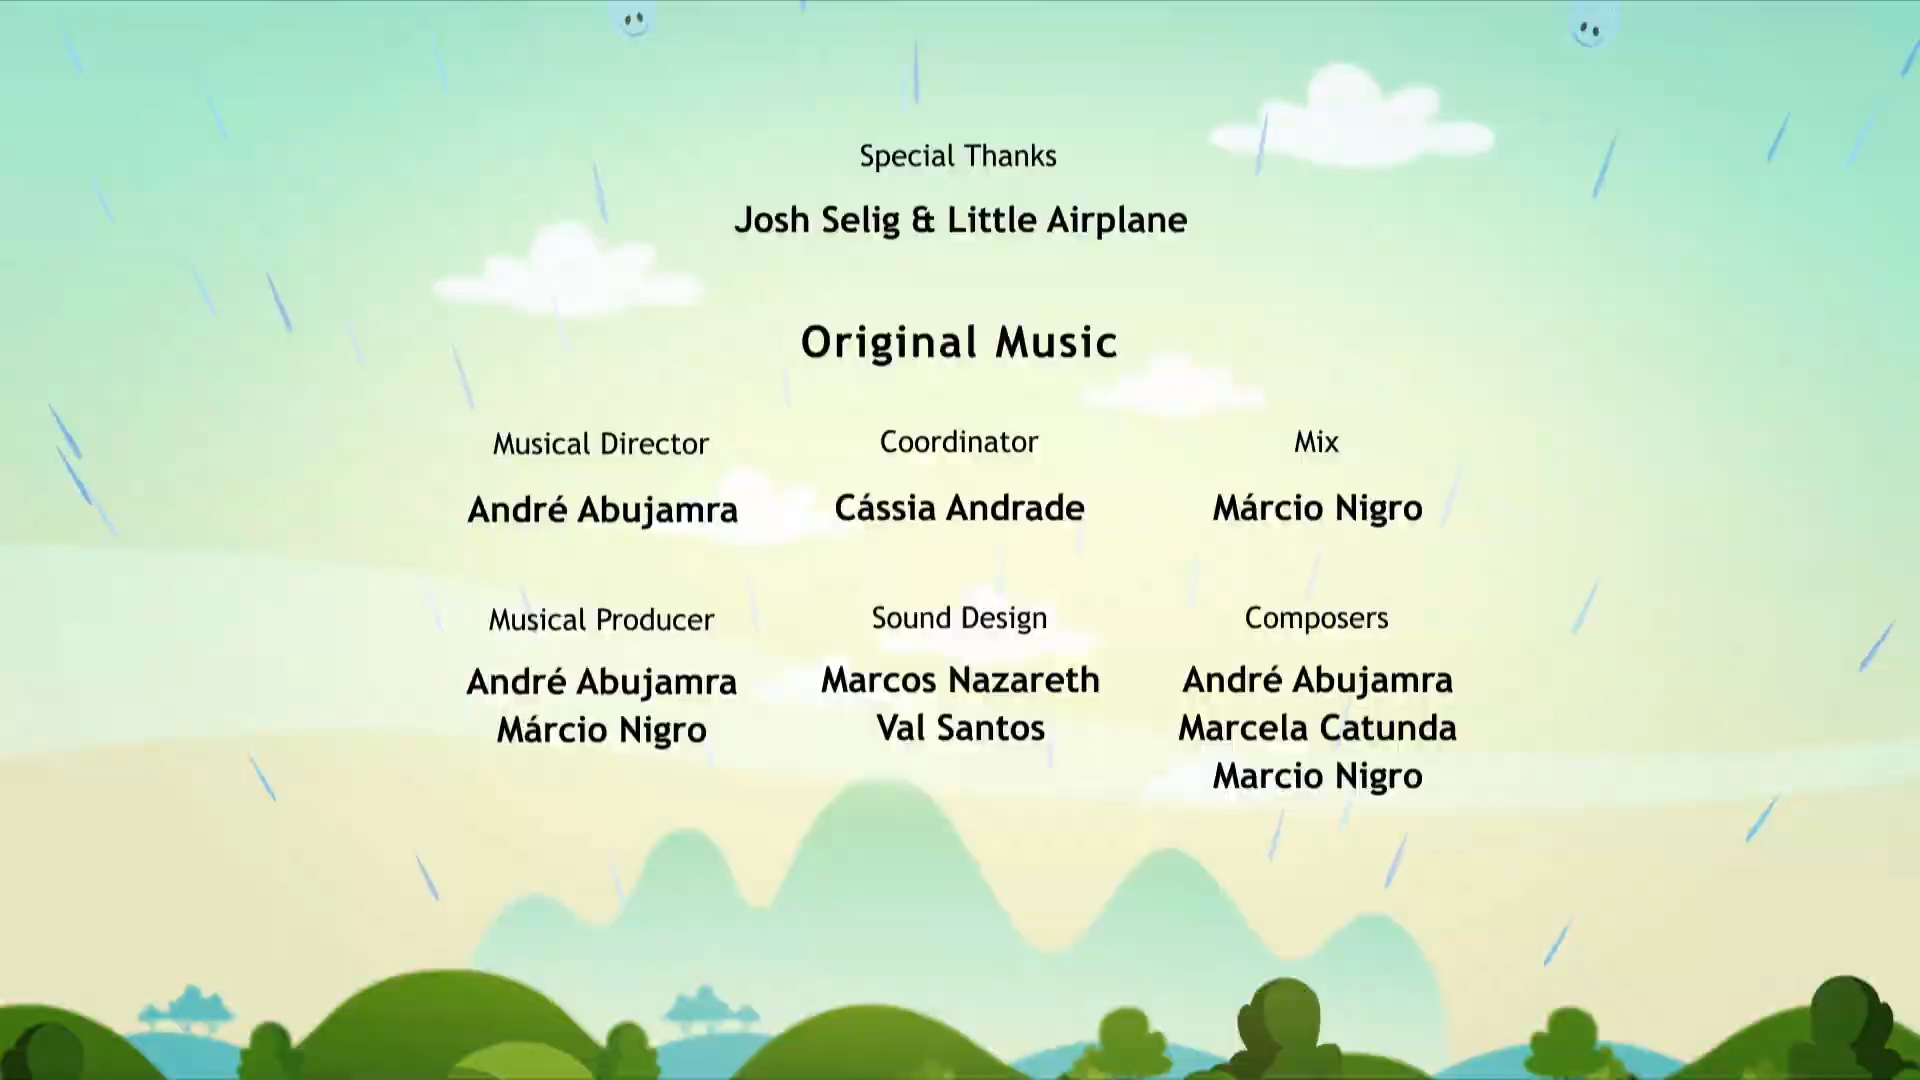 Special Thanks
Josh Selig & Little Airplane
Original Music
Musical Director
André Abujamra
Coordinator
Cássia Andrade
Mix
Márcio Nigro
Musical Producer
André Abujamra
Márcio Nigro
Sound Design
Marcos Nazareth
Val Santos
Composers
André Abujamra
Marcela Catunda
Marcio Nigro